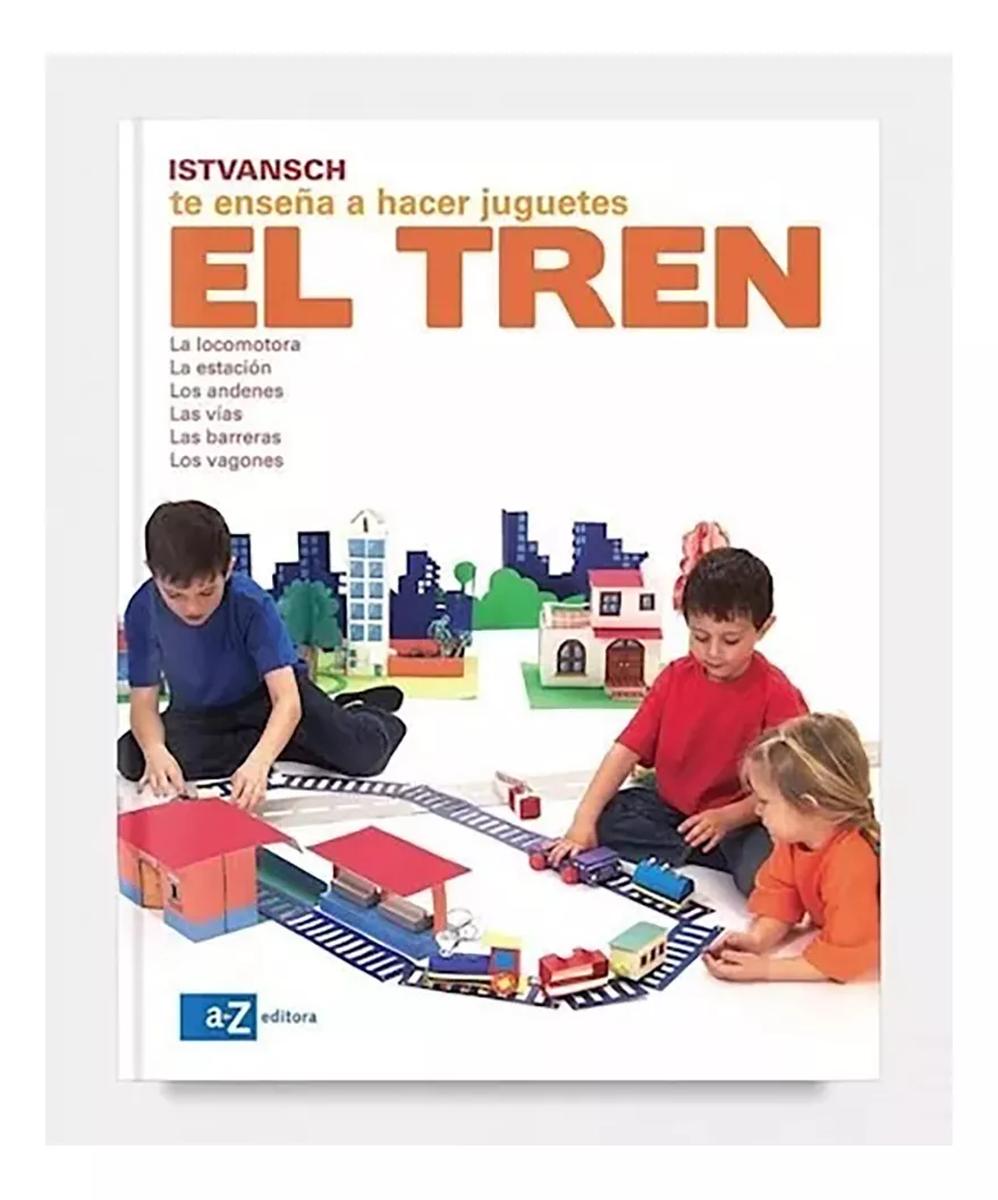 ISTVANSCH
te enseña a hacer juguetes
EL TREN
La locomotora
La estación
Los andenes
Las vías
Las barreras
Los vagones
a-Z editora